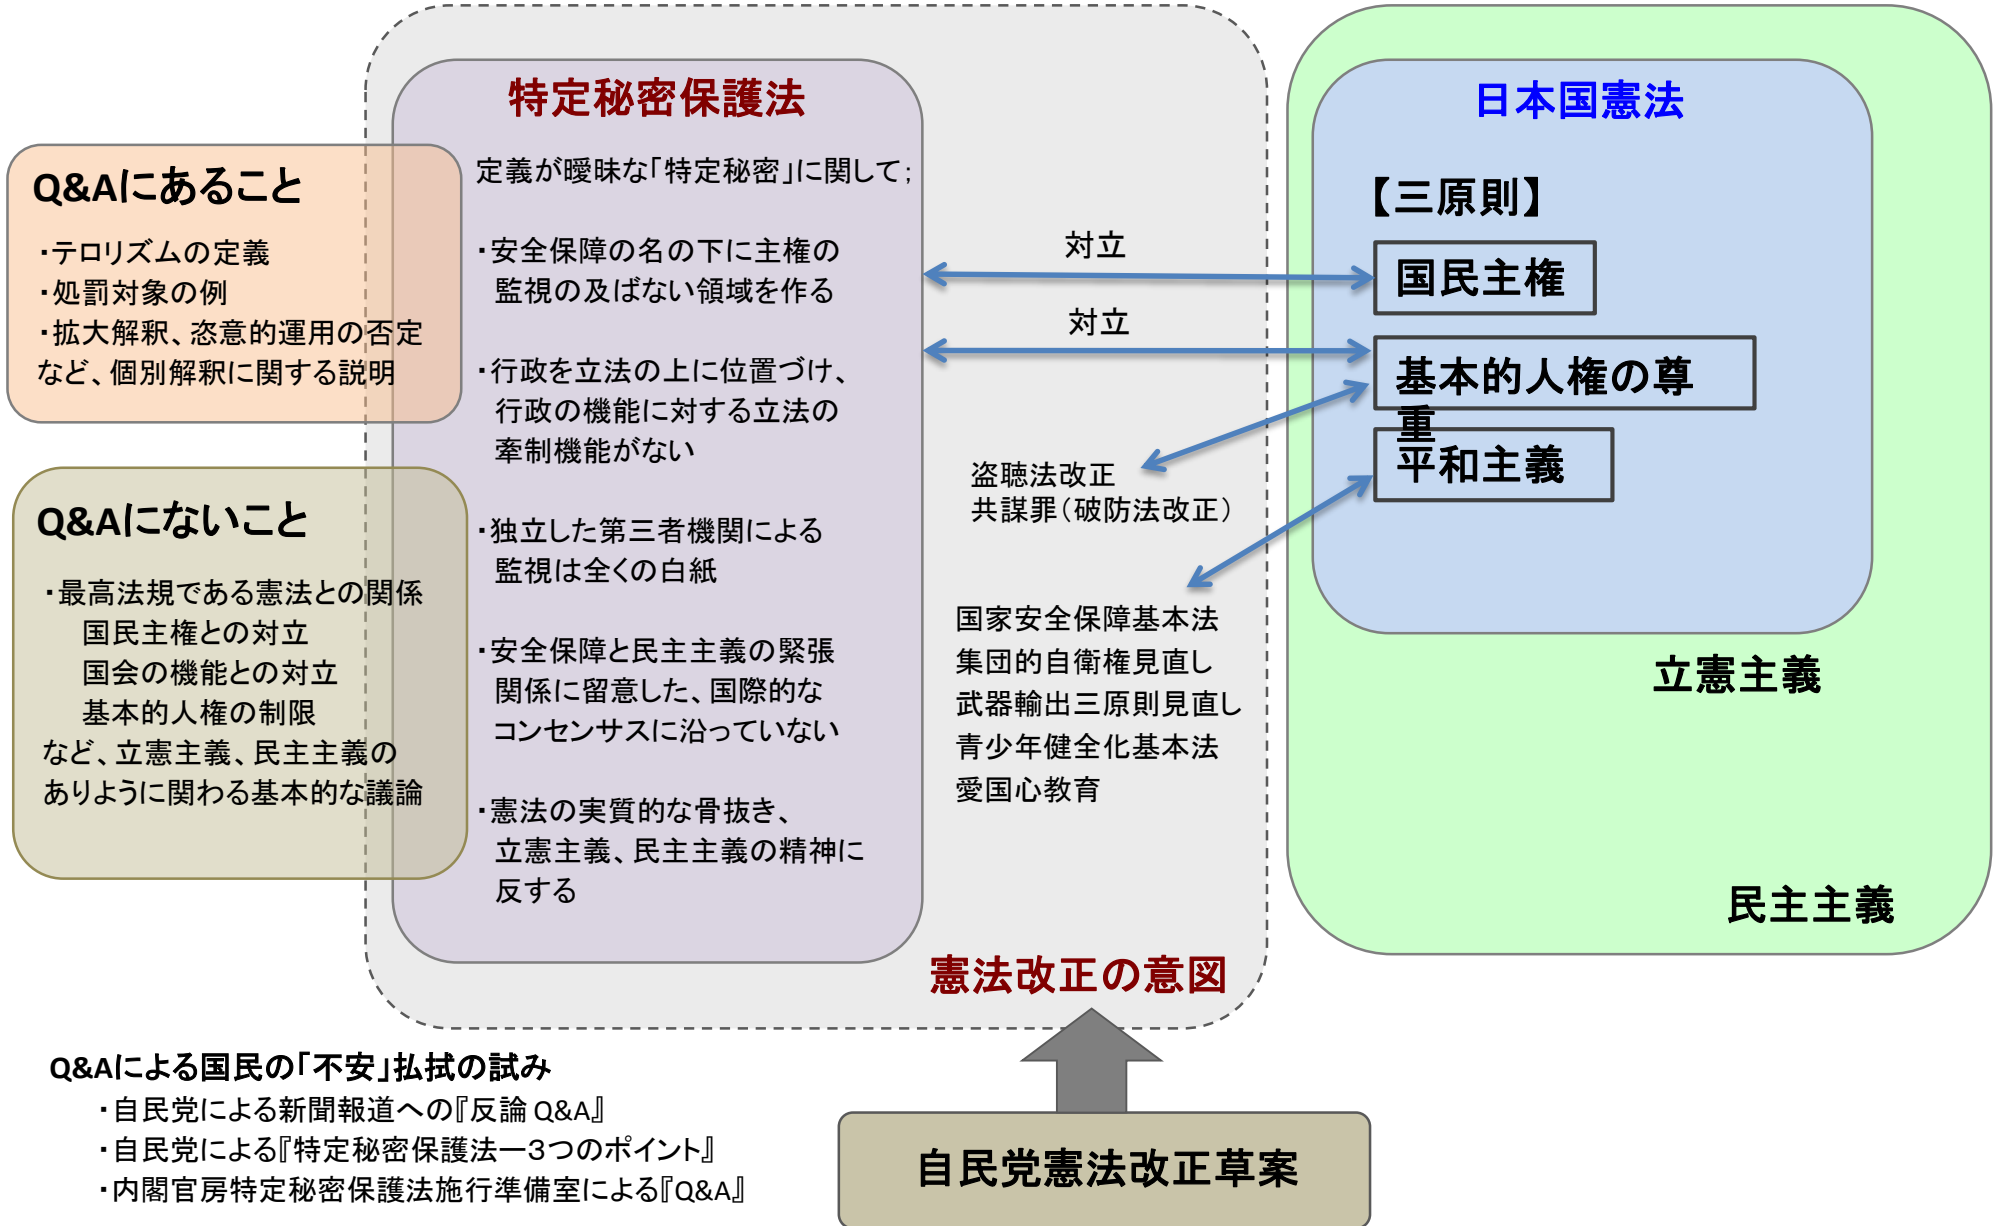 特定秘密保護法
定義が曖昧な「特定秘密」に関して；
・安全保障の名の下に主権の
監視の及ばない領域を作る
・行政を立法の上に位置づけ、
行政の機能に対する立法の
牽制機能がない
・独立した第三者機関による
監視は全くの白紙
・安全保障と民主主義の緊張
関係に留意した、国際的な
コンセンサスに沿っていない
・憲法の実質的な骨抜き、
立憲主義、民主主義の精神に
反する
Q&Aにあること
・テロリズムの定義
・処罰対象の例
・拡大解釈、恣意的運用の否定
など、個別解釈に関する説明
Q&Aにないこと
・最高法規である憲法との関係
国民主権との対立
国会の機能との対立
基本的人権の制限
など、立憲主義、民主主義の
ありように関わる基本的な議論
対立
対立
盗聴法改正
共謀罪（破防法改正）
国家安全保障基本法
集団的自衛権見直し
武器輸出三原則見直し
青少年健全化基本法
愛国心教育
憲法改正の意図
日本国憲法
【三原則】
国民主権
基本的人権の尊
重
平和主義
立憲主義
民主主義
Q&Aによる国民の「不安」払拭の試み
・自民党による新聞報道への『反論 Q&A』
・自民党による『特定秘密保護法ー３つのポイント』
・内閣官房特定秘密保護法施行準備室による『Q&A』
自民党憲法改正草案